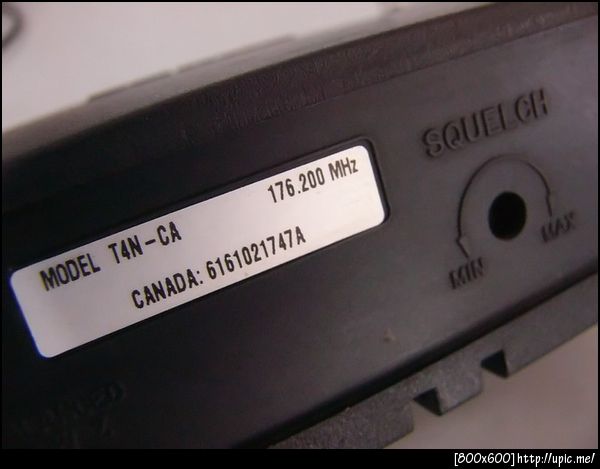 MODEL T4N-CA 176.200 MHz
CANADA: 6161021747A
SQUELCH
MIN MAX
[800x600]http://upic.me/